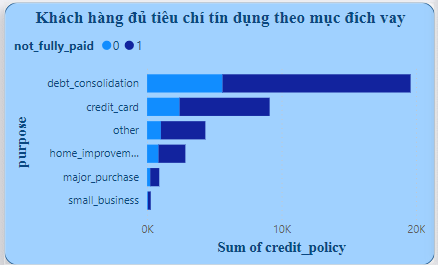 Khách hàng đủ tiêu chí tín dụng theo mục đích vay
not_fully_paid 0 1
debt_consolidation
credit_card
other
home_improvem...
major_purchase
small_business
purpose
0K 10K 20K
Sum of credit_policy